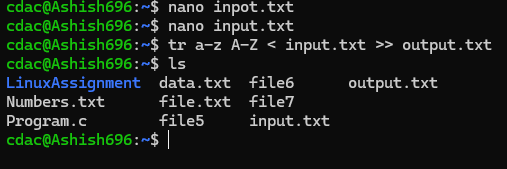 cdac@Ashish696:~$ nano inpot.txt
cdac@Ashish696:~$ nano input.txt
cdac@Ashish696:~$ tr a-z A-Z < input.txt >> output.txt
cdac@Ashish696:~$ ls
LinuxAssignment  data.txt  file6      output.txt
Numbers.txt      file.txt  file7
Program.c        file5     input.txt
cdac@Ashish696:~$